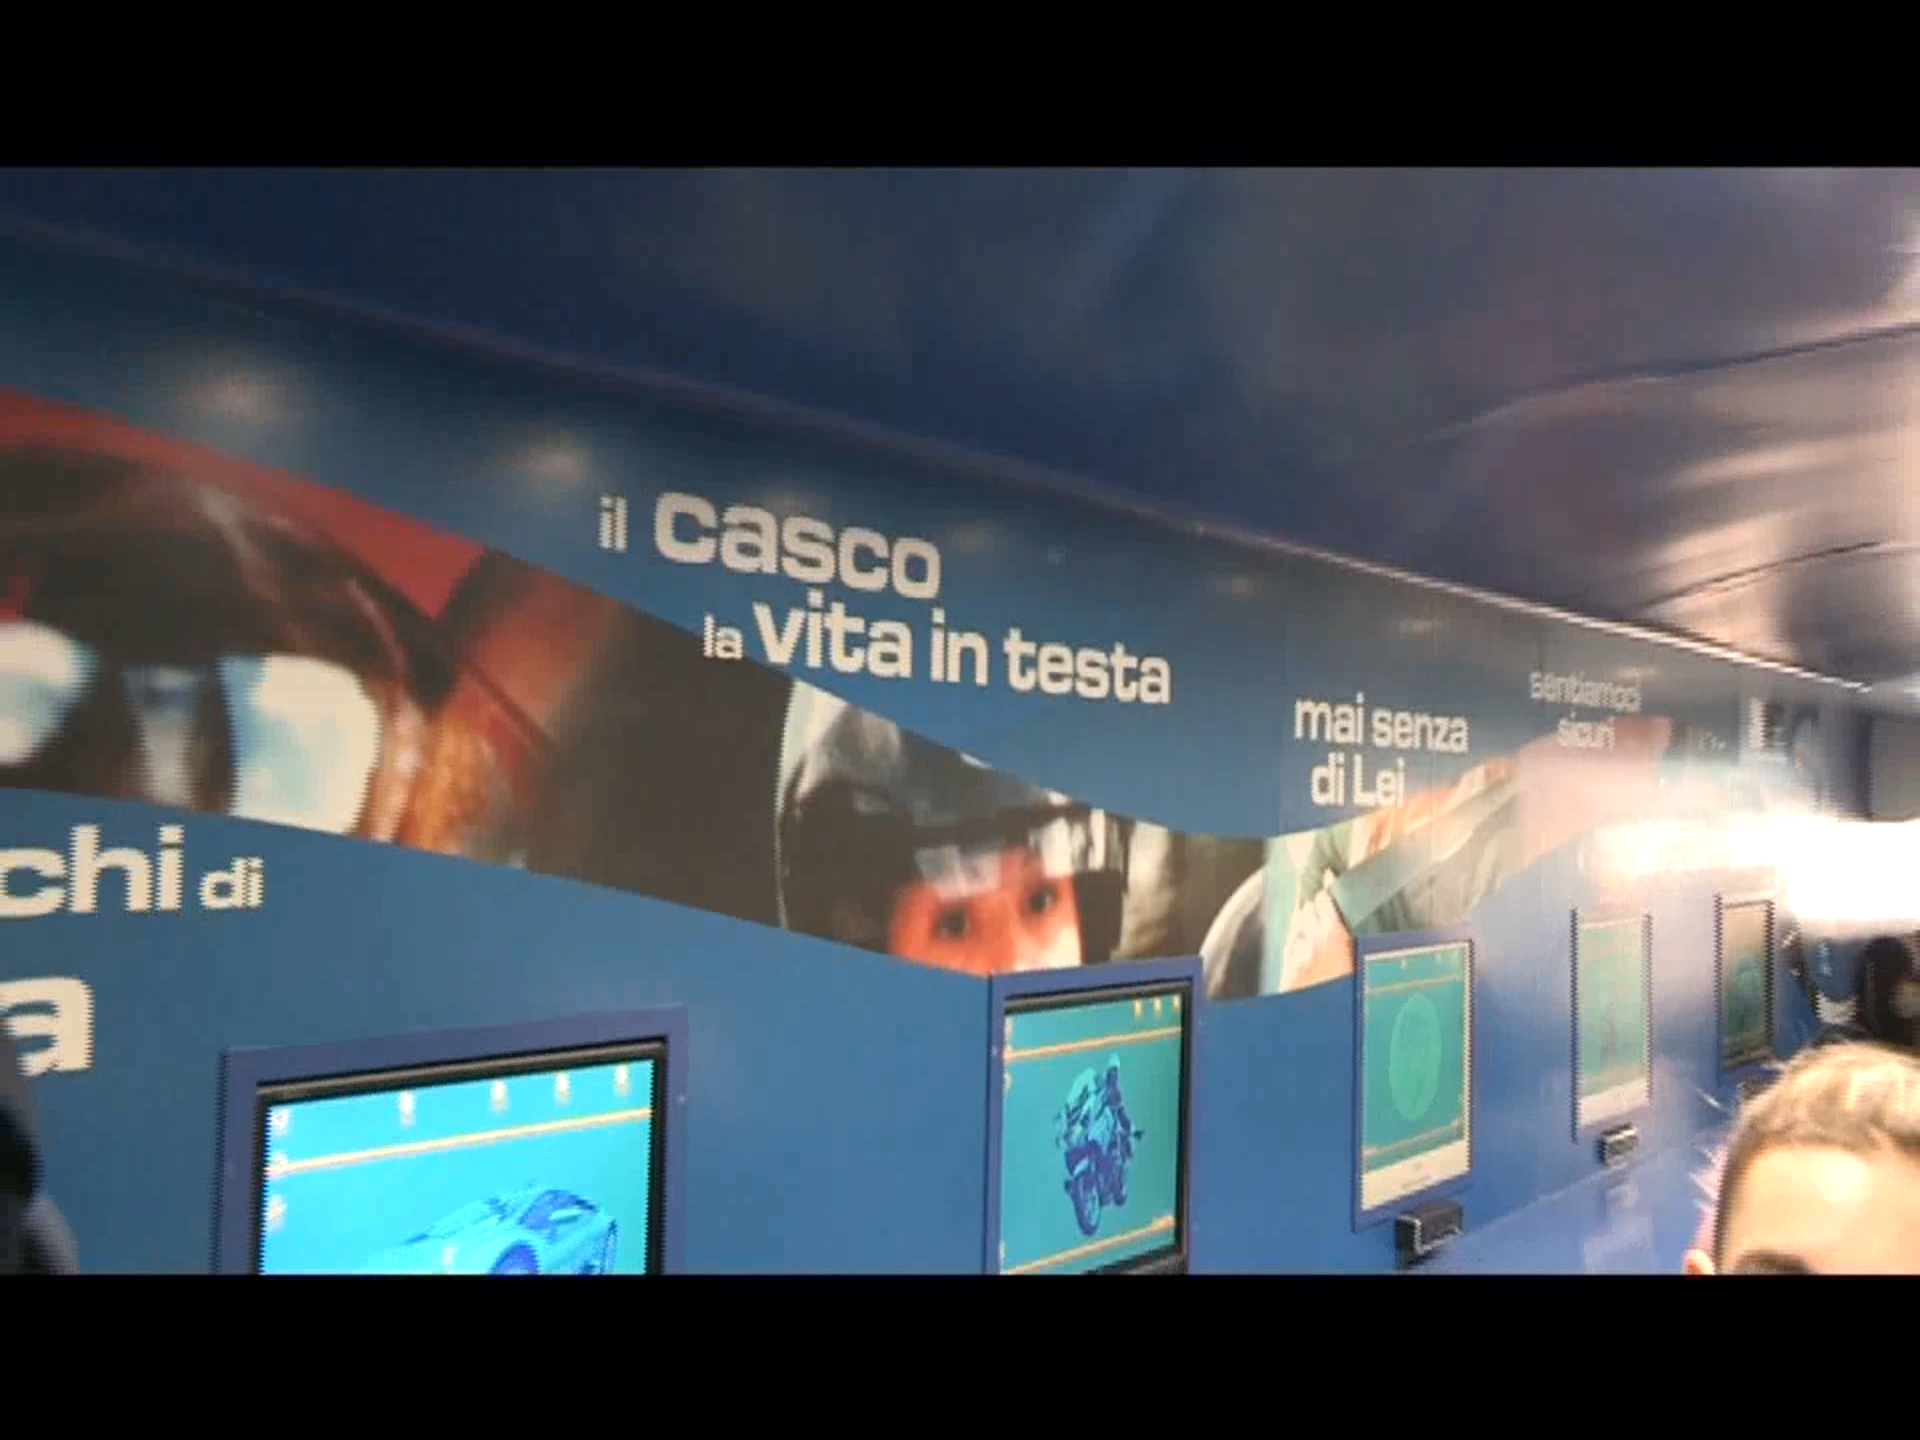 il casco
la vita in testa
mai senza
di Lei
sentiamoci
sicuri
chi di
a